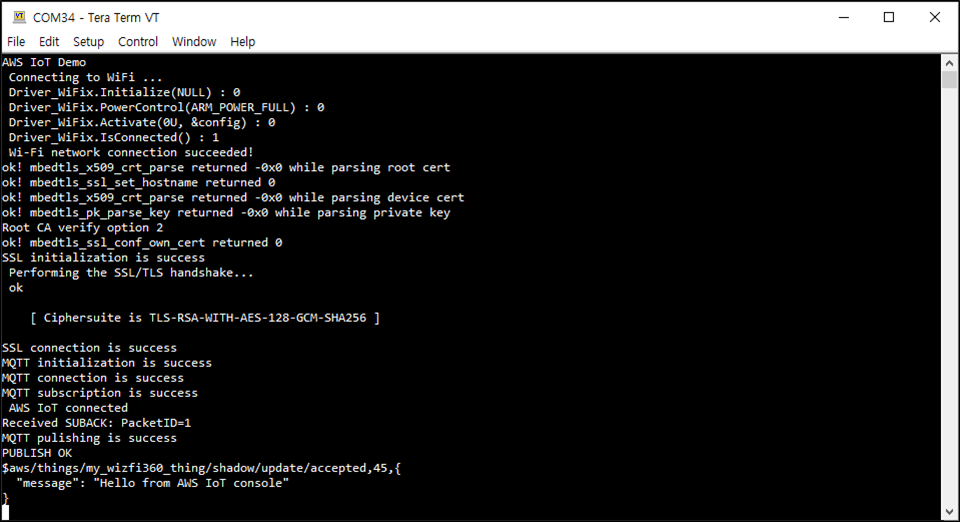 COM34 - Tera Term VT
File Edit Setup Control Window Help
AWS IoT Demo
Connecting to WiFi ...
Driver_WiFix.Initialize(NULL) : 0
Driver_WiFix.PowerControl(ARM_POWER_FULL) : 0
Driver_WiFix.Activate(0U, &config) : 0
Driver_WiFix.IsConnected() : 1
Wi-Fi network connection succeeded!
ok! mbedtls_x509_crt_parse returned -0x0 while parsing root cert
ok! mbedtls_ssl_set_hostname returned 0
ok! mbedtls_x509_crt_parse returned -0x0 while parsing device cert
ok! mbedtls_pk_parse_key returned -0x0 while parsing private key
Root CA verify option 2
ok! mbedtls_ssl_conf_own_cert returned 0
SSL initialization is success
Performing the SSL/TLS handshake...
ok
[ Ciphersuite is TLS-RSA-WITH-AES-128-GCM-SHA256 ]
SSL connection is success
MQTT initialization is success
MQTT connection is success
MQTT subscription is success
AWS IoT connected
Received SUBACK: PacketID=1
MQTT pulishing is success
PUBLISH OK
$aws/things/my_wizfi360_thing/shadow/update/accepted,45,{
"message": "Hello from AWS IoT console"
}